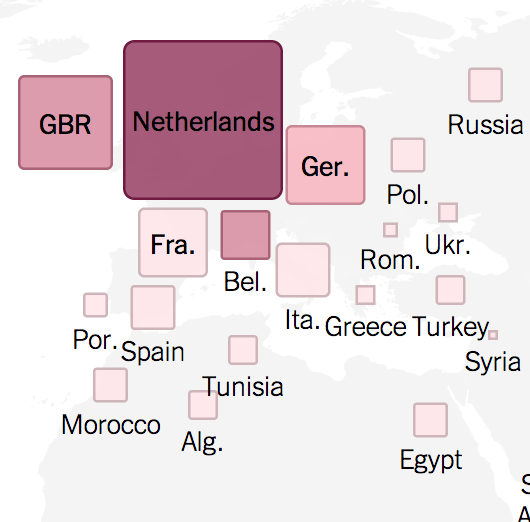 GBR
Netherlands
Russia
Ger.
Pol.
Fra.
Bel.
Rom.
Ukr.
Ita.
Greece
Turkey
Por.
Spain
Syria
Tunisia
Morocco
Alg.
Egypt
S
A